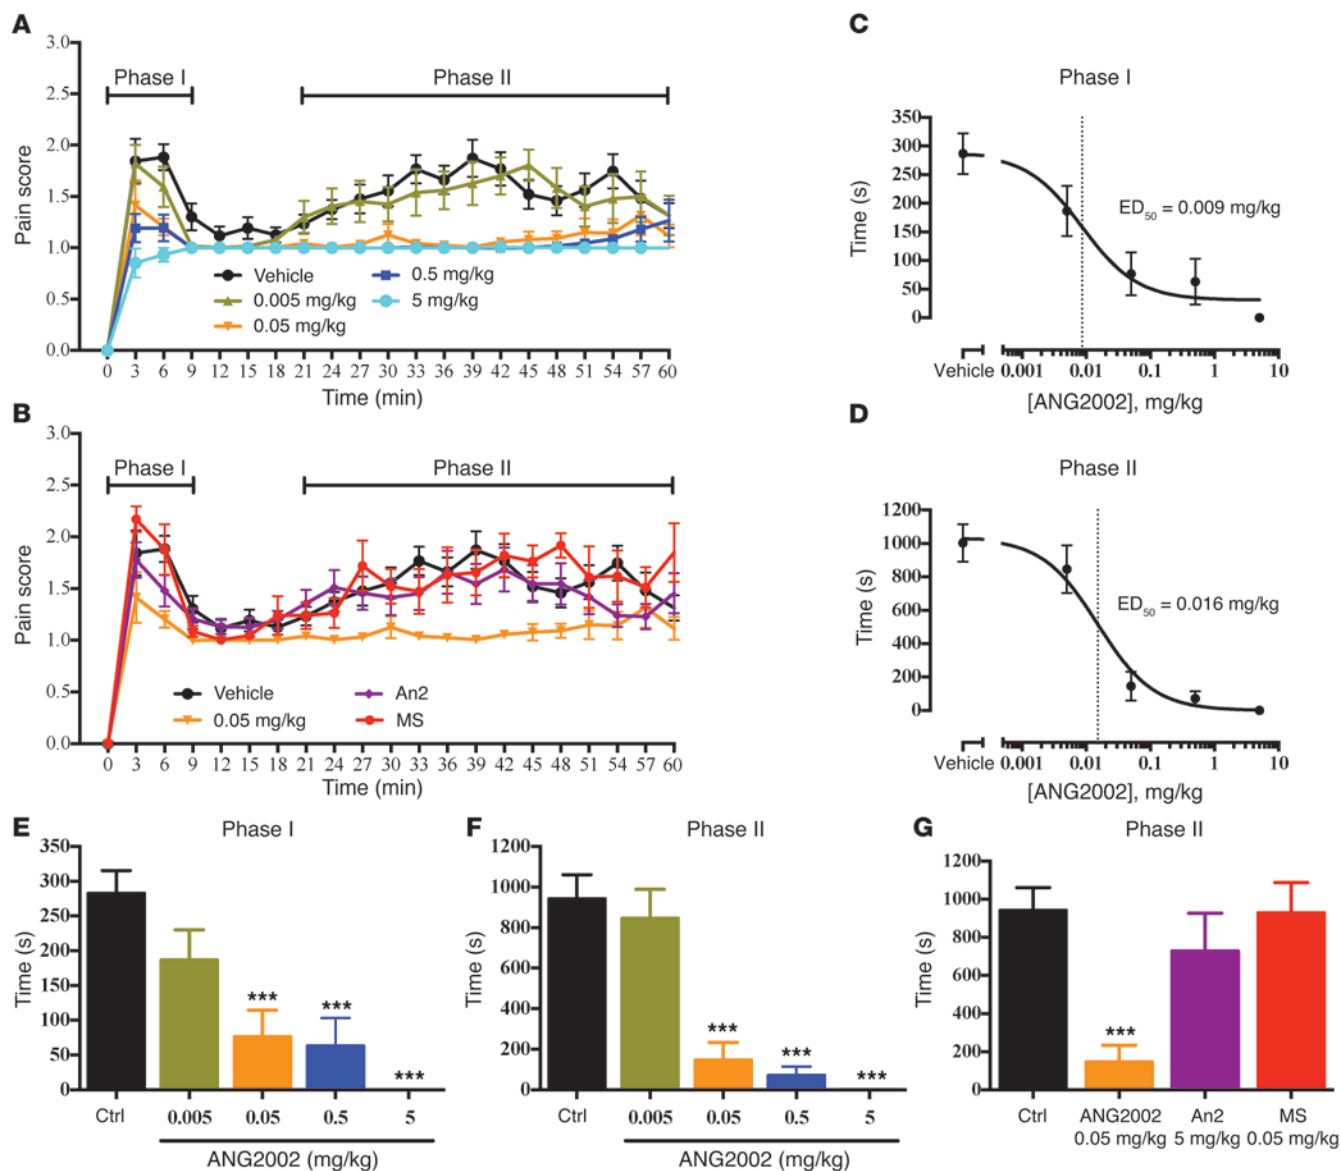 A
Phase I
Phase II
Pain score
3.0
2.5
2.0
1.5
1.0
0.5
0.0
Vehicle
0.005 mg/kg
0.05 mg/kg
0.5 mg/kg
5 mg/kg
0 3 6 9 12 15 18 21 24 27 30 33 36 39 42 45 48 51 54 57 60
Time (min)
B
Phase I
Phase II
Pain score
3.0
2.5
2.0
1.5
1.0
0.5
0.0
Vehicle
0.05 mg/kg
An2
MS
0 3 6 9 12 15 18 21 24 27 30 33 36 39 42 45 48 51 54 57 60
Time (min)
C
Phase I
Time (s)
350
300
250
200
150
100
50
0
ED50 = 0.009 mg/kg
Vehicle 0.001 0.01 0.1 1 10
[ANG2002], mg/kg
D
Phase II
Time (s)
1200
1000
800
600
400
200
0
ED50 = 0.016 mg/kg
Vehicle 0.001 0.01 0.1 1 10
[ANG2002], mg/kg
E
Phase I
Time (s)
350
300
250
200
150
100
50
0
*** *** ***
Ctrl 0.005 0.05 0.5 5
ANG2002 (mg/kg)
F
Phase II
Time (s)
1200
1000
800
600
400
200
0
*** *** ***
Ctrl 0.005 0.05 0.5 5
ANG2002 (mg/kg)
G
Phase II
Time (s)
1200
1000
800
600
400
200
0
***
Ctrl ANG2002 An2 MS
0.05 mg/kg 5 mg/kg 0.05 mg/kg